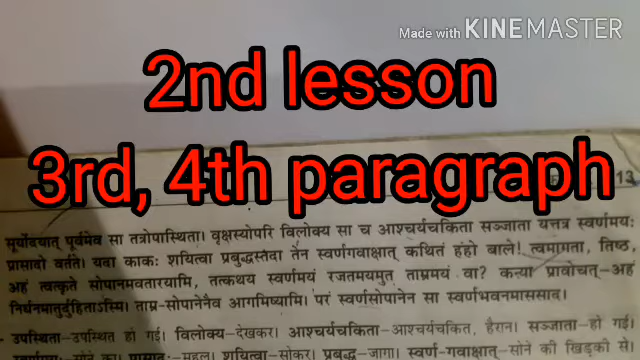 Made with KINEMASTER
2nd lesson
3rd, 4th paragraph
13
सूर्योदयात् पूर्वमेव सा तत्रोपास्थिता। वृक्षस्योपरि विलोक्य सा च आश्चर्यचकिता सञ्जाता यत्तत्र स्वर्णमयः
प्रासादो वर्तते। यदा काकः शयित्वा प्रबुद्धस्तदा तेन स्वर्णगवाक्षात् कथितं हंहो बाले! त्वमागता, तिष्ठ,
अहं त्वत्कृते सोपानमवतारयामि, तत्कथय स्वर्णमयं रजतमयमुत ताम्रमयं वा? कन्या प्रावोचत्–अहं
निर्धनमातुर्दुहिताऽस्मि। ताम्र-सोपानेनैव आगमिष्यामि। परं स्वर्णसोपानेन सा स्वर्णभवनमाससाद।
उपस्थिता–उपस्थित हो गई। विलोक्य–देखकर। आश्चर्यचकिता–आश्चर्यचकित, हैरान। सञ्जाता–हो गई।
सोने का। प्रासादः–महल। शयित्वा–सोकर। प्रबुद्धः–जागा। स्वर्ण-गवाक्षात्–सोने की खिड़की से।